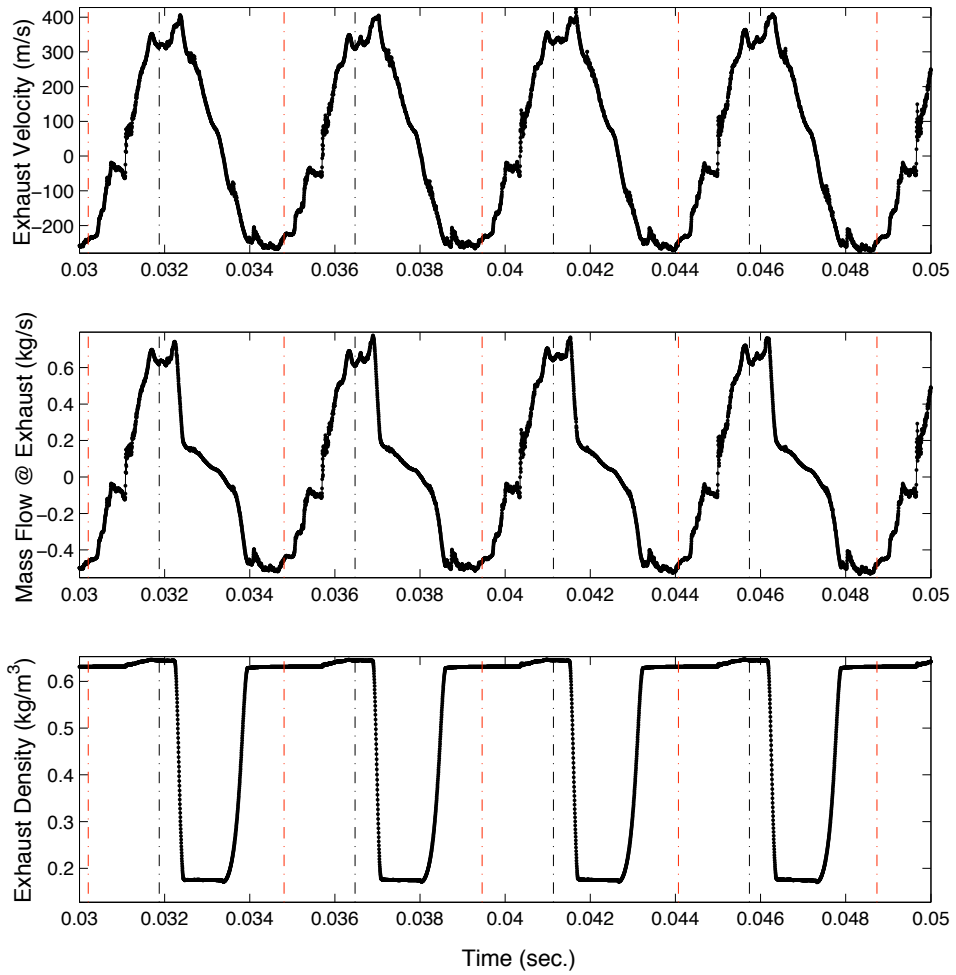 Exhaust Velocity (m/s)
400
300
200
100
0
−100
−200
0.03 0.032 0.034 0.036 0.038 0.04 0.042 0.044 0.046 0.048 0.05
Mass Flow @ Exhaust (kg/s)
0.6
0.4
0.2
0
−0.2
−0.4
0.03 0.032 0.034 0.036 0.038 0.04 0.042 0.044 0.046 0.048 0.05
Exhaust Density (kg/m³)
0.6
0.5
0.4
0.3
0.2
0.03 0.032 0.034 0.036 0.038 0.04 0.042 0.044 0.046 0.048 0.05
Time (sec.)